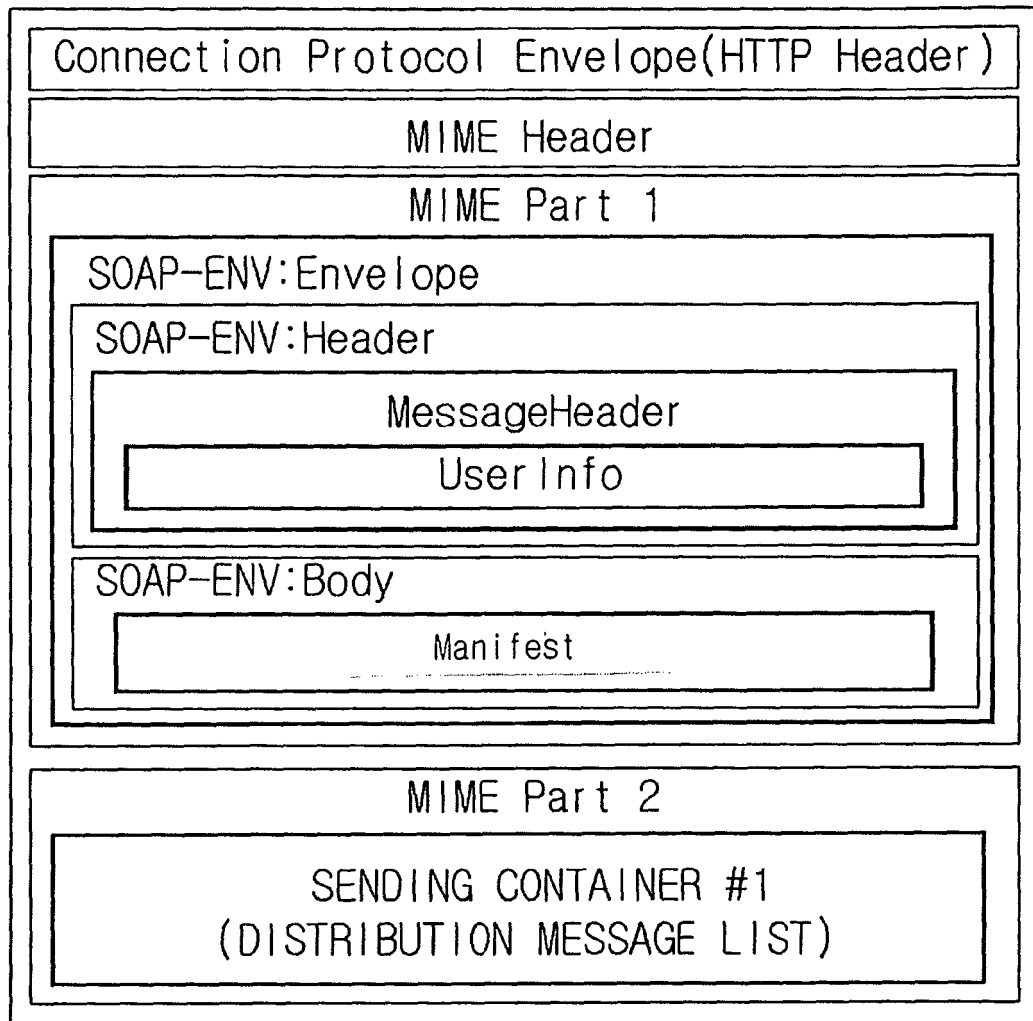 Connection Protocol Envelope(HTTP Header)
MIME Header
MIME Part 1
SOAP-ENV:Envelope
SOAP-ENV:Header
MessageHeader
UserInfo
SOAP-ENV:Body
Manifest
MIME Part 2
SENDING CONTAINER #1
(DISTRIBUTION MESSAGE LIST)